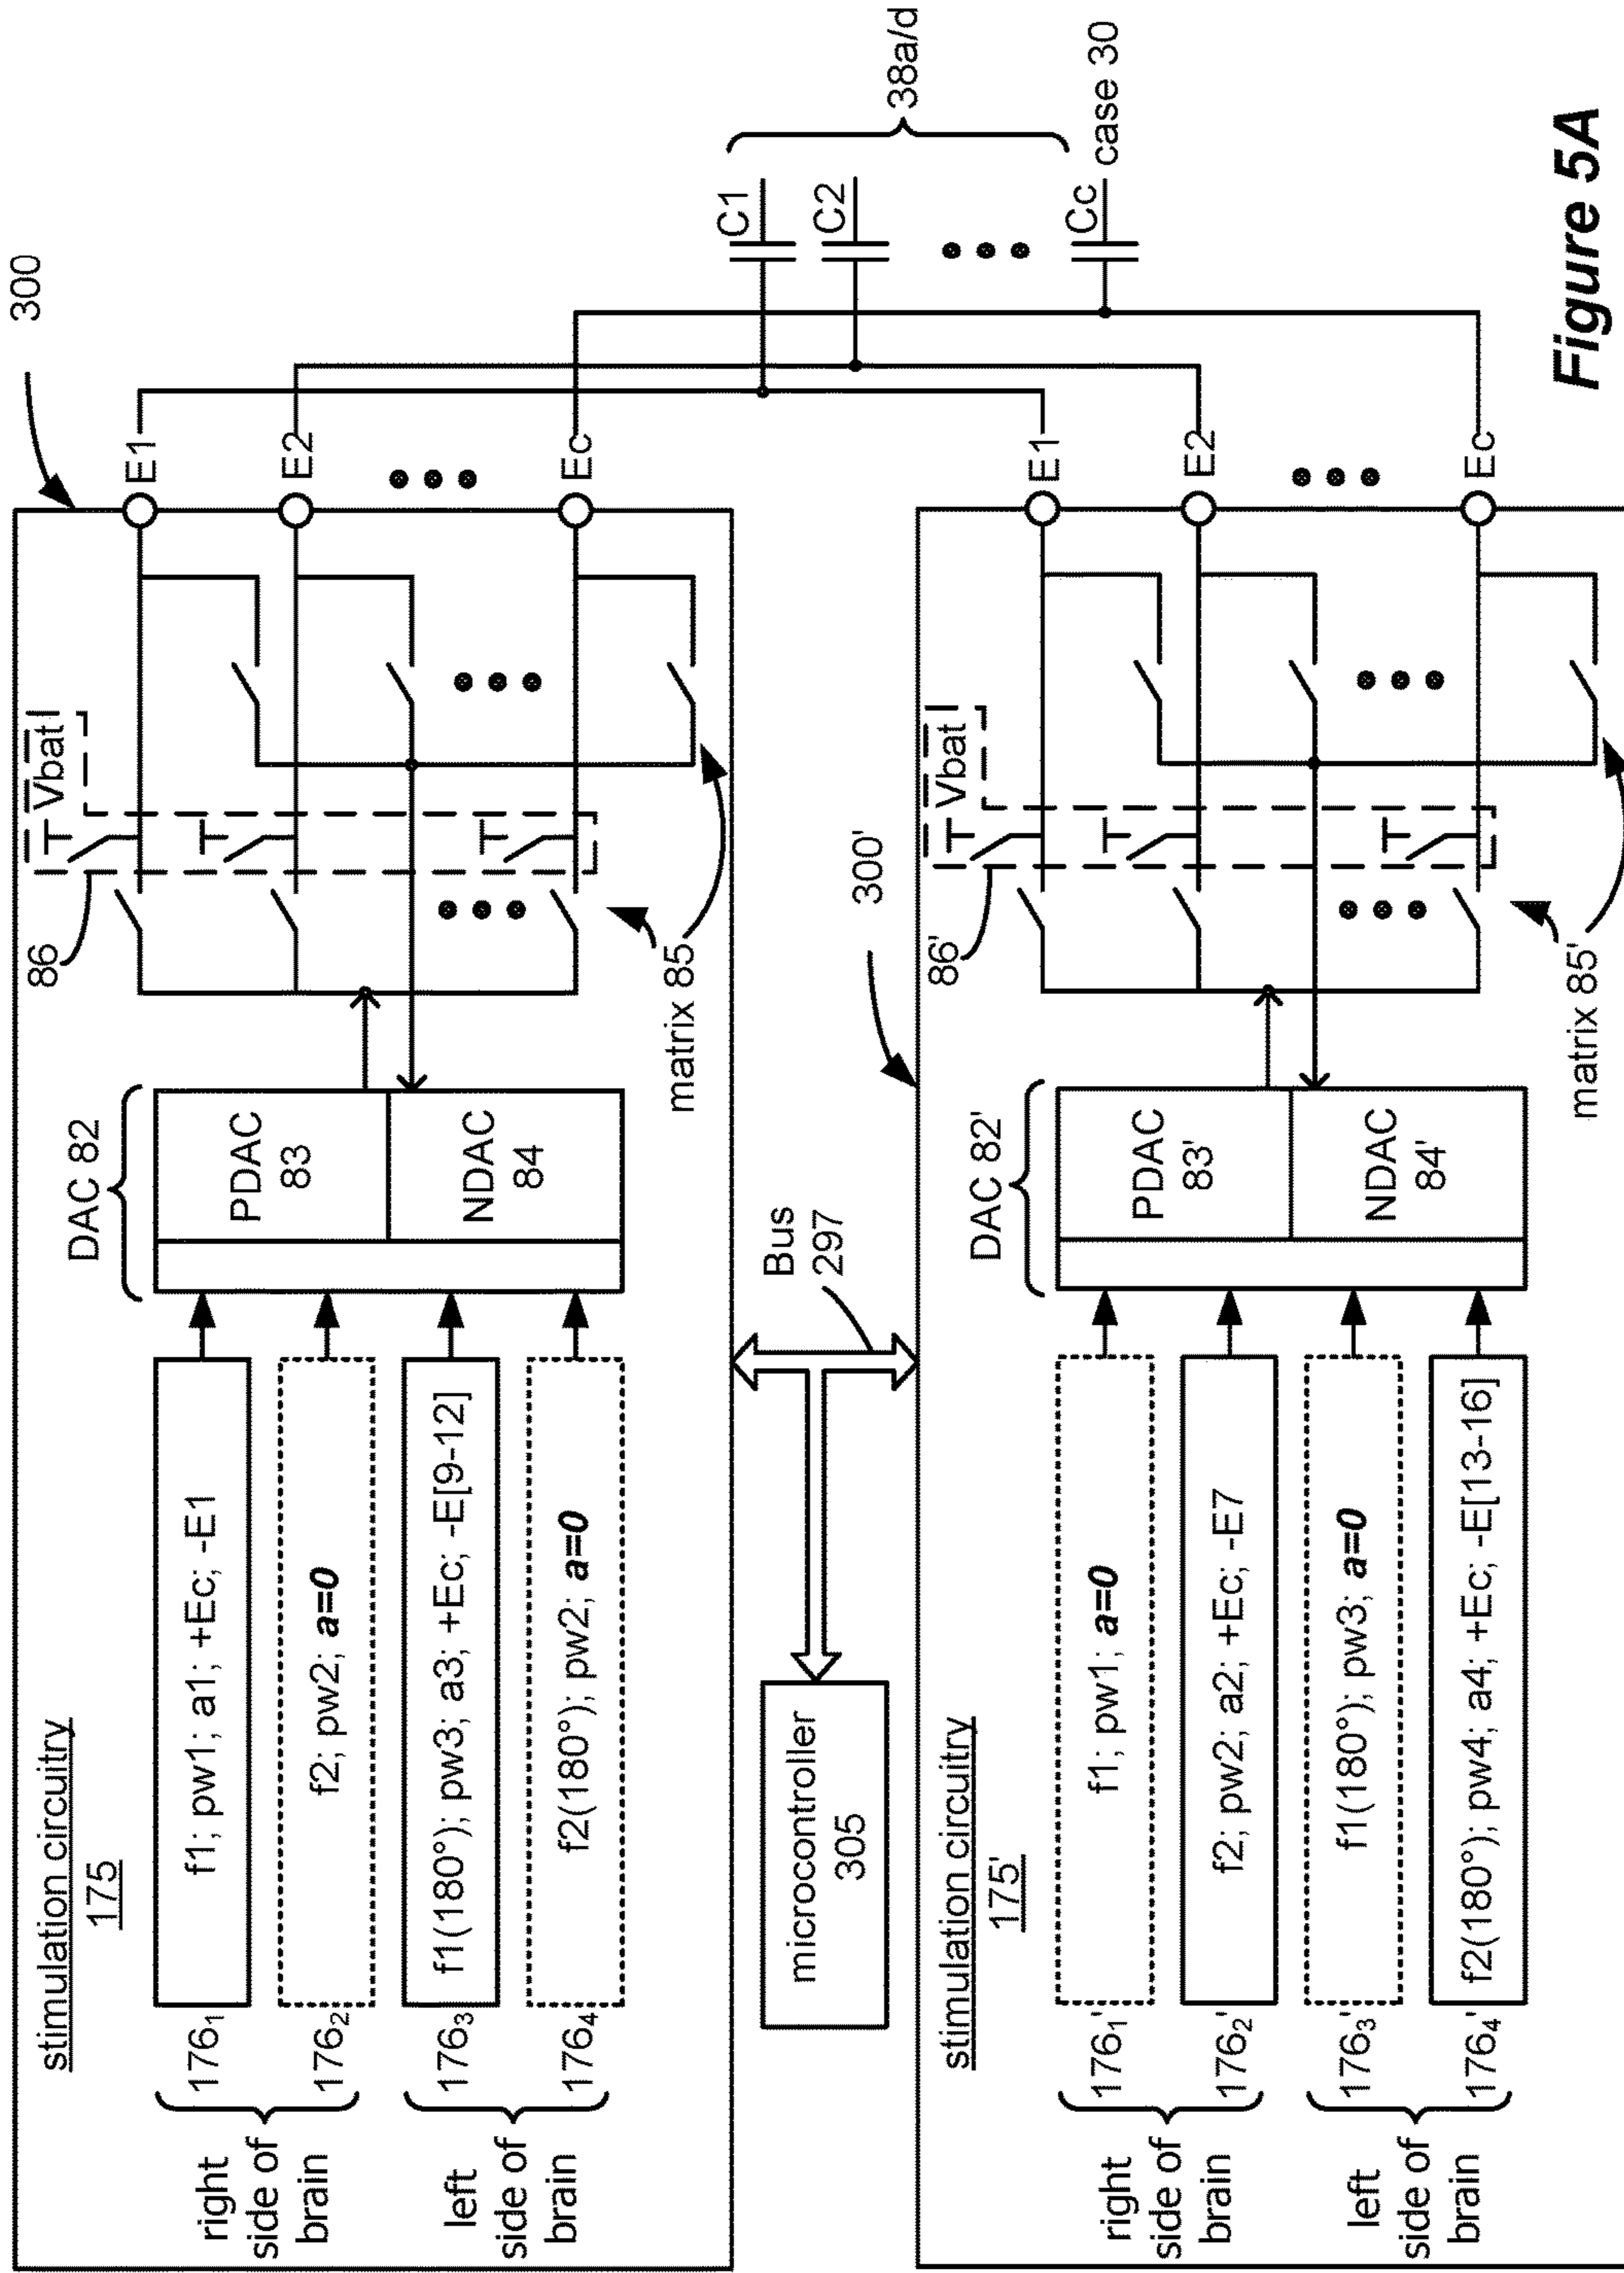 300
stimulation circuitry
175
right
side of
brain
176₁
176₂
left
side of
brain
176₃
176₄
f1; pw1; a1; +Ec; -E1
f2; pw2; a=0
f1(180°); pw3; a3; +Ec; -E[9-12]
f2(180°); pw2; a=0
DAC 82
PDAC
83
NDAC
84
86
Vbat
matrix 85
E1
E2
Ec
microcontroller
305
Bus
297
C1
C2
Cc
38a/d
case 30
300'
stimulation circuitry
175'
right
side of
brain
176₁'
176₂'
left
side of
brain
176₃'
176₄'
f1; pw1; a=0
f2; pw2; a2; +Ec; -E7
f1(180°); pw3; a=0
f2(180°); pw4; a4; +Ec; -E[13-16]
DAC 82'
PDAC
83'
NDAC
84'
86'
Vbat
matrix 85'
E1
E2
Ec
Figure 5A